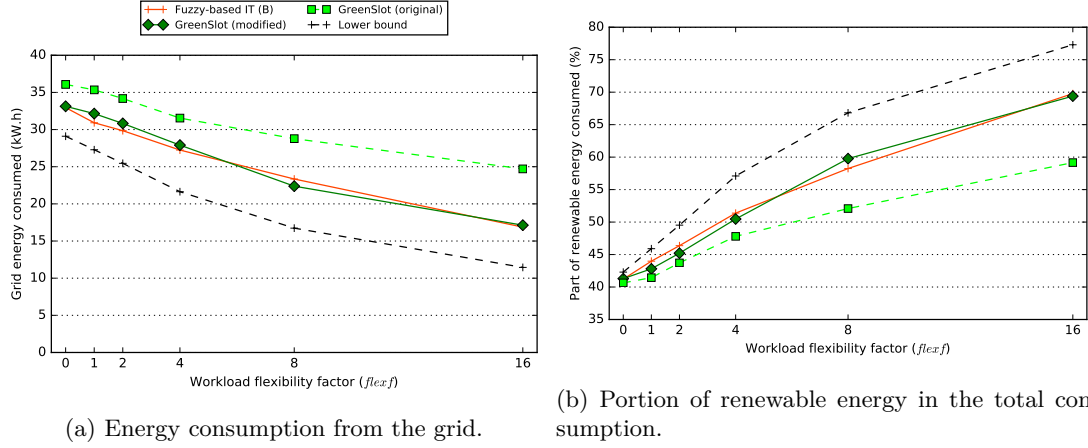 Fuzzy-based IT (B)
GreenSlot (modified)
GreenSlot (original)
Lower bound
40
35
30
25
20
15
10
5
0
Grid energy consumed (kW.h)
0 1 2 4 8 16
Workload flexibility factor (flexf)
(a) Energy consumption from the grid.
80
75
70
65
60
55
50
45
40
35
Part of renewable energy consumed (%)
0 1 2 4 8 16
Workload flexibility factor (flexf)
(b) Portion of renewable energy in the total con
sumption.